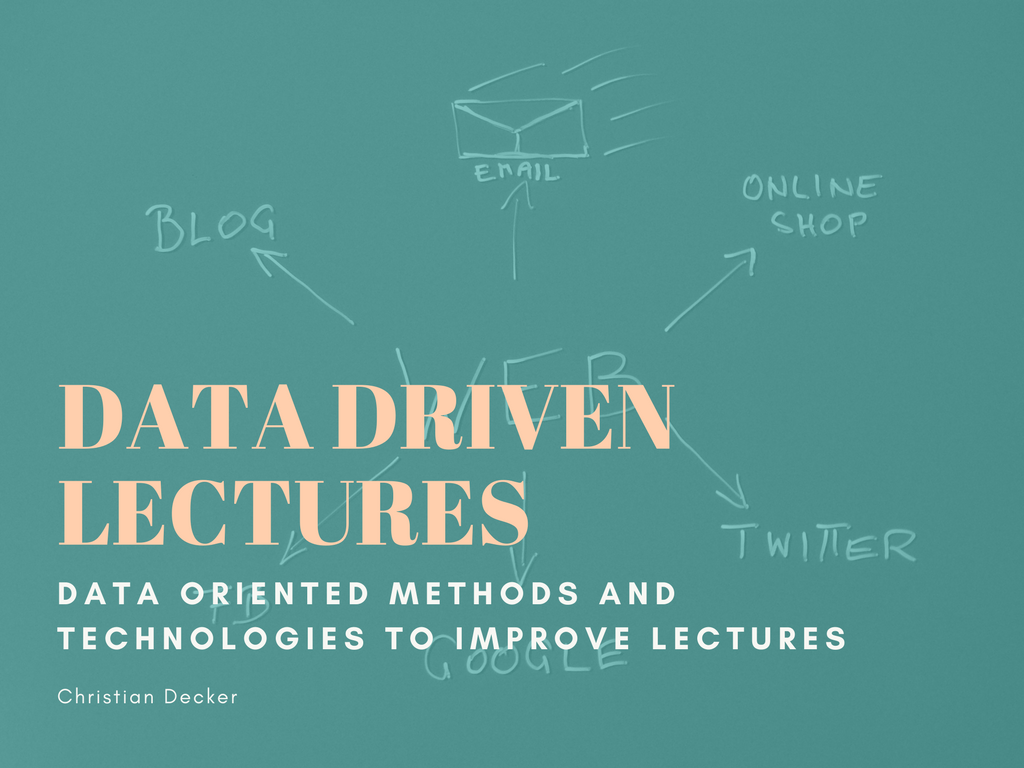 EMAIL
ONLINE
SHOP
BLOG
WEB
DATA DRIVEN
LECTURES
TWITTER
DATA ORIENTED METHODS AND
TECHNOLOGIES TO IMPROVE LECTURES
GOOGLE
Christian Decker